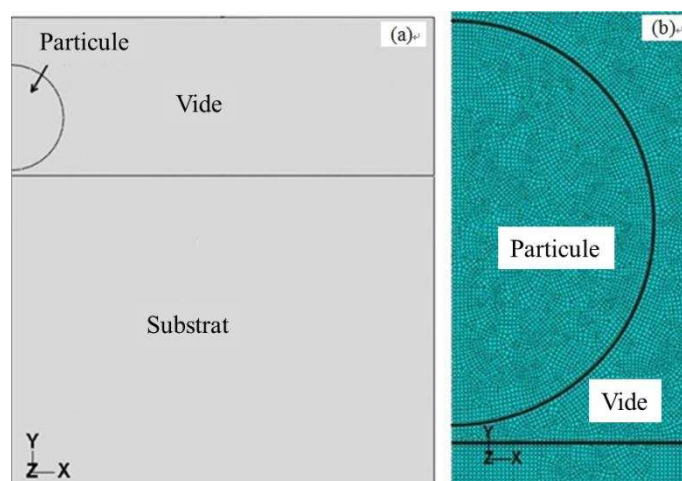 (a)↵
Particule
Vide
Substrat
Y
Z X
(b)↵
Particule
Vide
Y
Z X